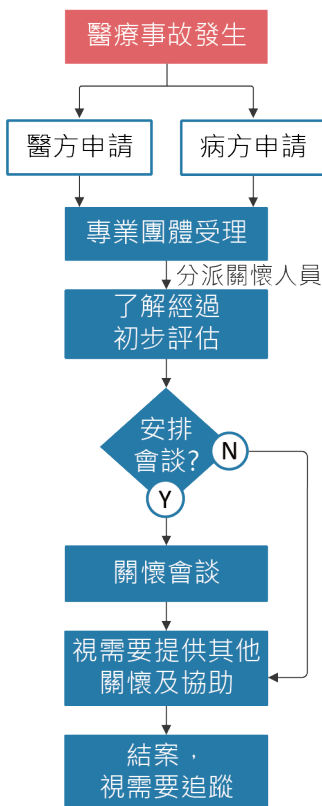 醫療事故發生
醫方申請
病方申請
專業團體受理
分派關懷人員
了解經過
初步評估
安排
會談?
N
Y
關懷會談
視需要提供其他
關懷及協助
結案，
視需要追蹤